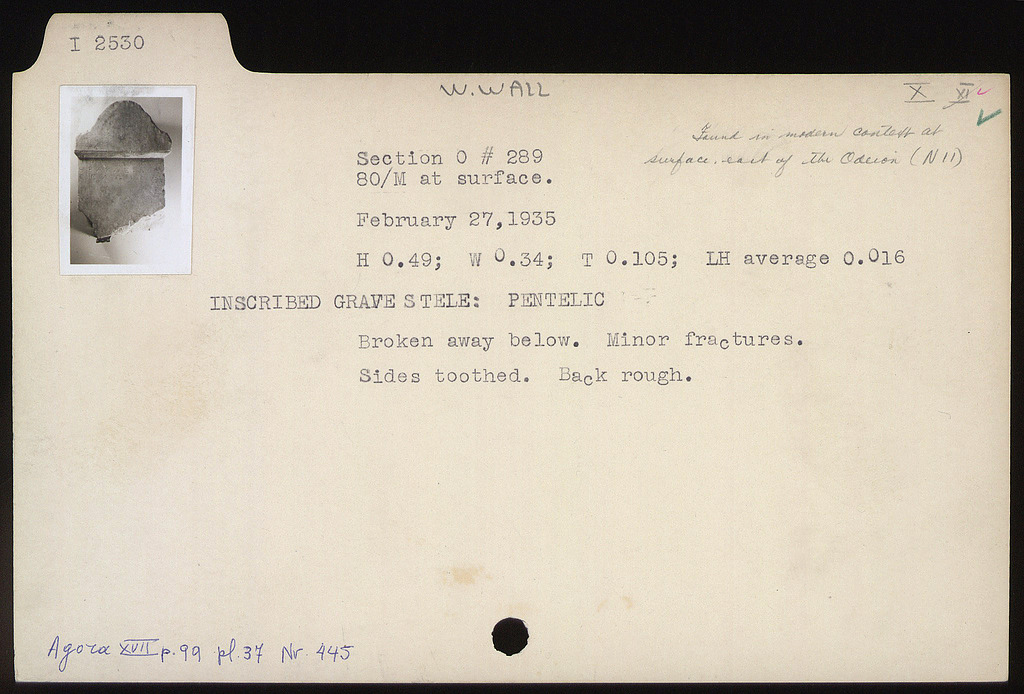 I 2530
W. WALL
X XI
Found in modern context at
surface, east of the Odeion (N 11)
Section O # 289
80/M at surface.
February 27,1935
H 0.49; W 0.34; T 0.105; LH average 0.016
INSCRIBED GRAVE STELE: PENTELIC
Broken away below. Minor fractures.
Sides toothed. Back rough.
Agora XVII p.99 pl.37 Nr 445